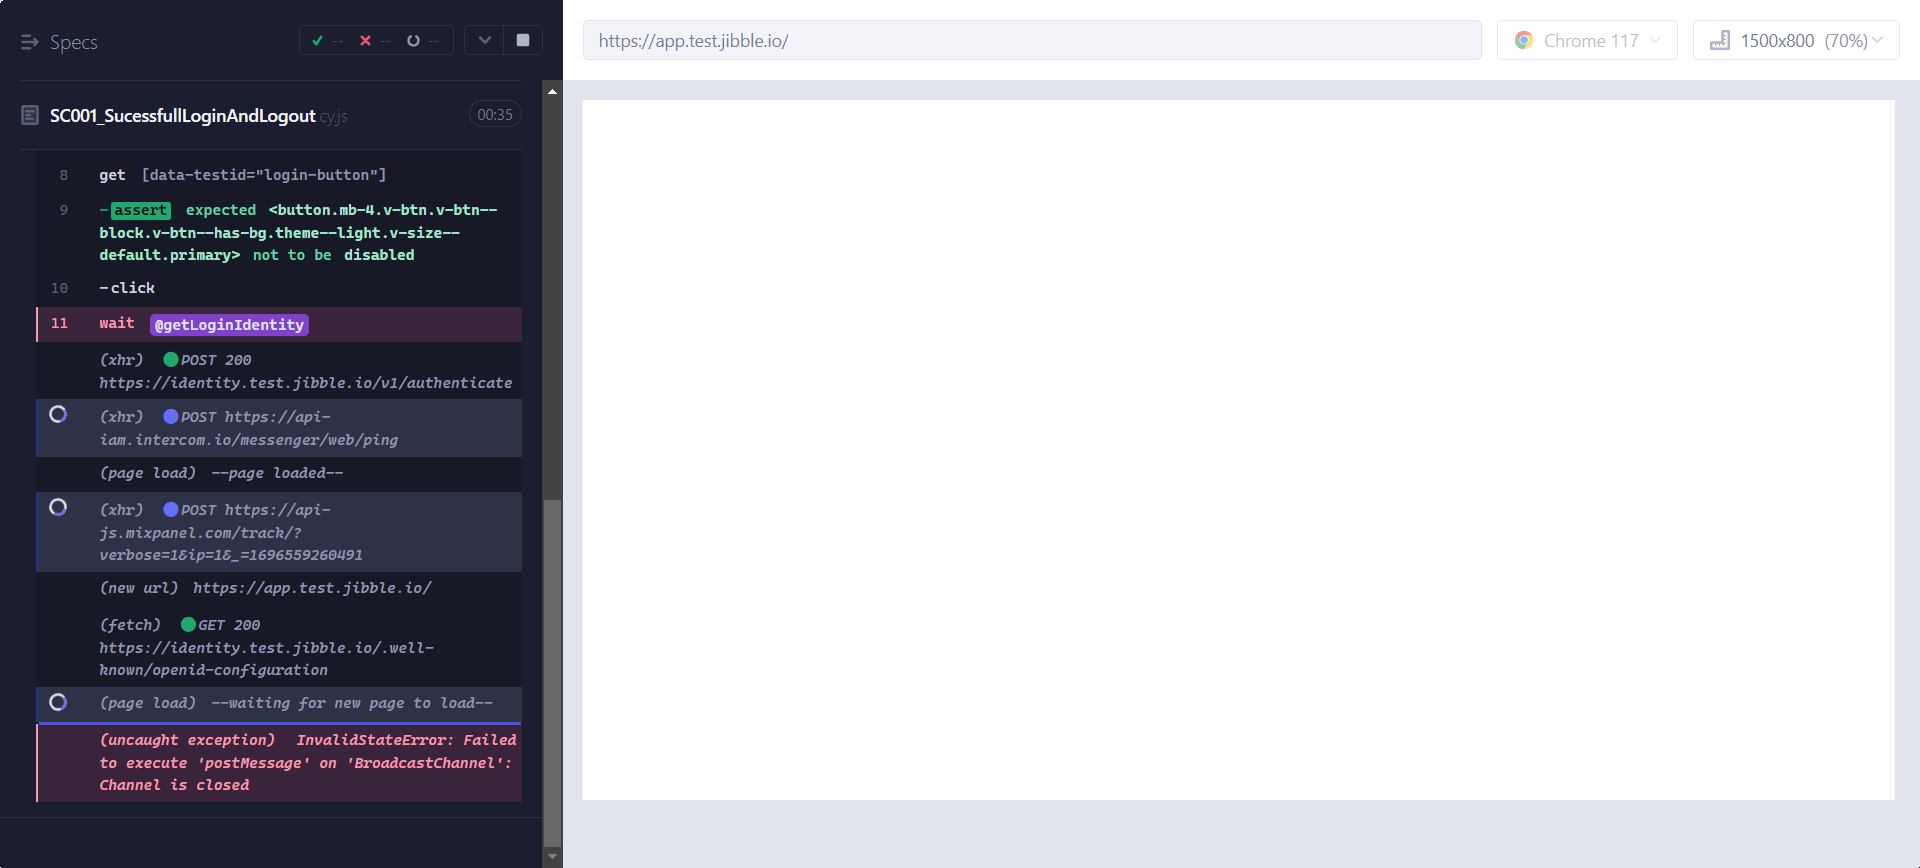 Specs
--
--
--
https://app.test.jibble.io/
Chrome 117
1500x800 (70%)
SC001_SucessfullLoginAndLogout.cy.js
00:35
8 get [data-testid="login-button"]
9 -assert expected <button.mb-4.v-btn.v-btn--
block.v-btn--has-bg.theme--light.v-size--
default.primary> not to be disabled
10 -click
11 wait @getLoginIdentity
(xhr) POST 200
https://identity.test.jibble.io/v1/authenticate
(xhr) POST https://api-
iam.intercom.io/messenger/web/ping
(page load) --page loaded--
(xhr) POST https://api-
js.mixpanel.com/track/?
verbose=1&ip=1&_=1696559260491
(new url) https://app.test.jibble.io/
(fetch) GET 200
https://identity.test.jibble.io/.well-
known/openid-configuration
(page load) --waiting for new page to load--
(uncaught exception) InvalidStateError: Failed
to execute 'postMessage' on 'BroadcastChannel':
Channel is closed